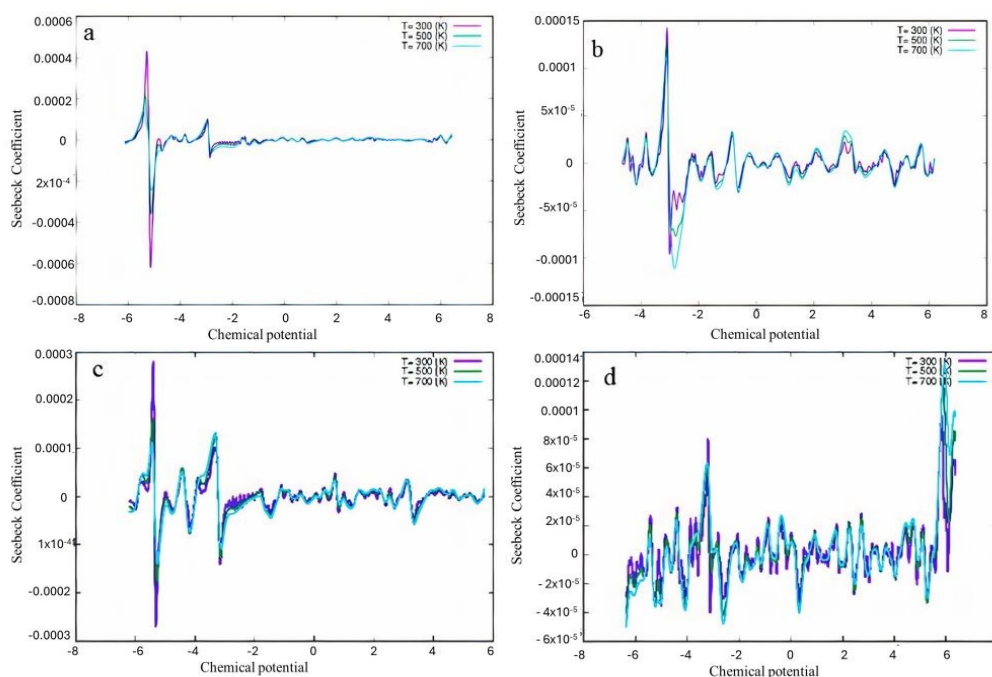 a
T= 300 (K)
T= 500 (K)
T= 700 (K)
0.0006
0.0004
0.0002
0
2x10⁻⁴
-0.0004
-0.0006
-0.0008
Seebeck Coefficient
-8 -6 -4 -2 0 2 4 6 8
Chemical potential
b
T= 300 (K)
T= 500 (K)
T= 700 (K)
0.00015
0.0001
5x10⁻⁵
0
-5x10⁻⁵
-0.0001
-0.00015
Seebeck Coefficient
-6 -4 -2 0 2 4 6 8
Chemical potential
c
T= 300 (K)
T= 500 (K)
T= 700 (K)
0.0003
0.0002
0.0001
0
1x10⁻⁴
-0.0002
-0.0003
Seebeck Coefficient
-8 -6 -4 -2 0 2 4 6
Chemical potential
d
T= 300 (K)
T= 500 (K)
0.00014
0.00012
0.0001
8x10⁻⁵
6x10⁻⁵
4x10⁻⁵
2x10⁻⁵
0
-2x10⁻⁵
-4x10⁻⁵
-6x10⁻⁵
Seebeck Coefficient
-8 -6 -4 -2 0 2 4 6 8
Chemical potential